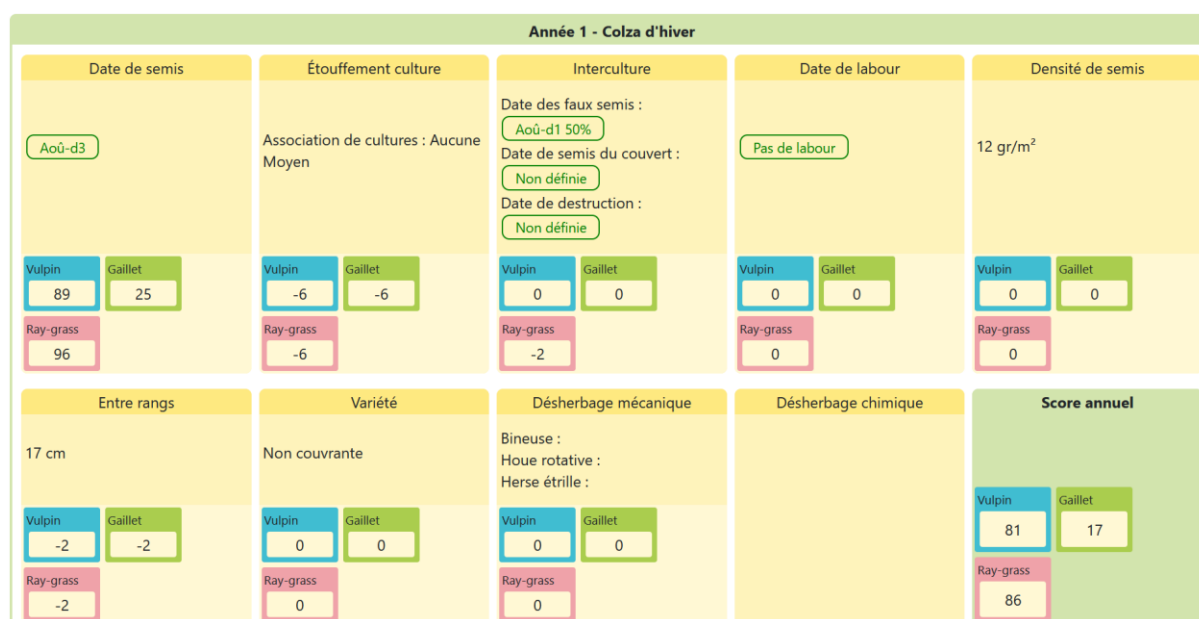 Année 1 - Colza d'hiver
Date de semis
Étouffement culture
Interculture
Date de labour
Densité de semis
Aoû-d3
Association de cultures : Aucune
Moyen
Date des faux semis :
Aoû-d1 50%
Date de semis du couvert :
Non définie
Date de destruction :
Non définie
Pas de labour
12 gr/m²
Vulpin Gaillet
89 25
Ray-grass
96
Vulpin Gaillet
-6 -6
Ray-grass
-6
Vulpin Gaillet
0 0
Ray-grass
-2
Vulpin Gaillet
0 0
Ray-grass
0
Vulpin Gaillet
0 0
Ray-grass
0
Entre rangs
Variété
Désherbage mécanique
Désherbage chimique
Score annuel
17 cm
Non couvrante
Bineuse :
Houe rotative :
Herse étrille :
Vulpin Gaillet
-2 -2
Ray-grass
-2
Vulpin Gaillet
0 0
Ray-grass
0
Vulpin Gaillet
0 0
Ray-grass
0
Vulpin Gaillet
81 17
Ray-grass
86